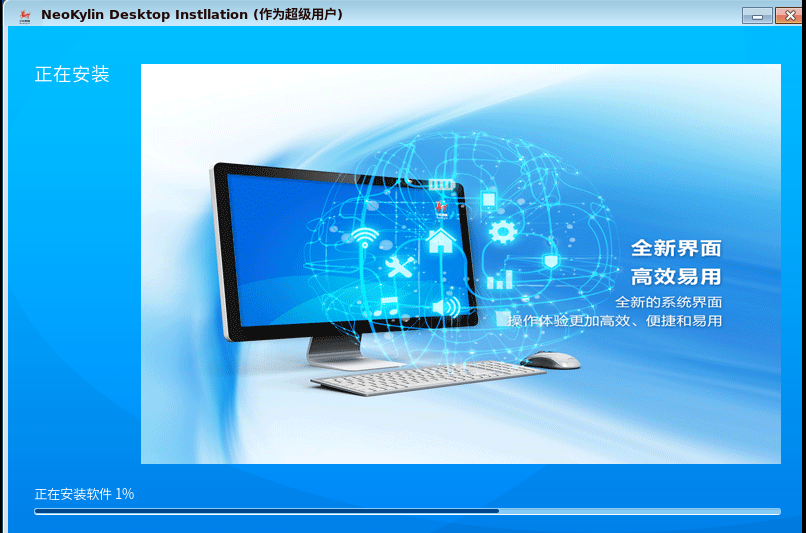 NeoKylin Desktop Instllation (作为超级用户)
正在安装
全新界面
高效易用
全新的系统界面
操作体验更加高效、便捷和易用
正在安装软件 1%